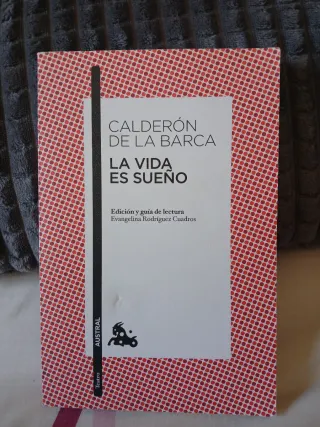 CALDERÓN
DE LA BARCA
LA VIDA
ES SUEÑO
Edición y guía de lectura
Evangelina Rodríguez Cuadros
AUSTRAL